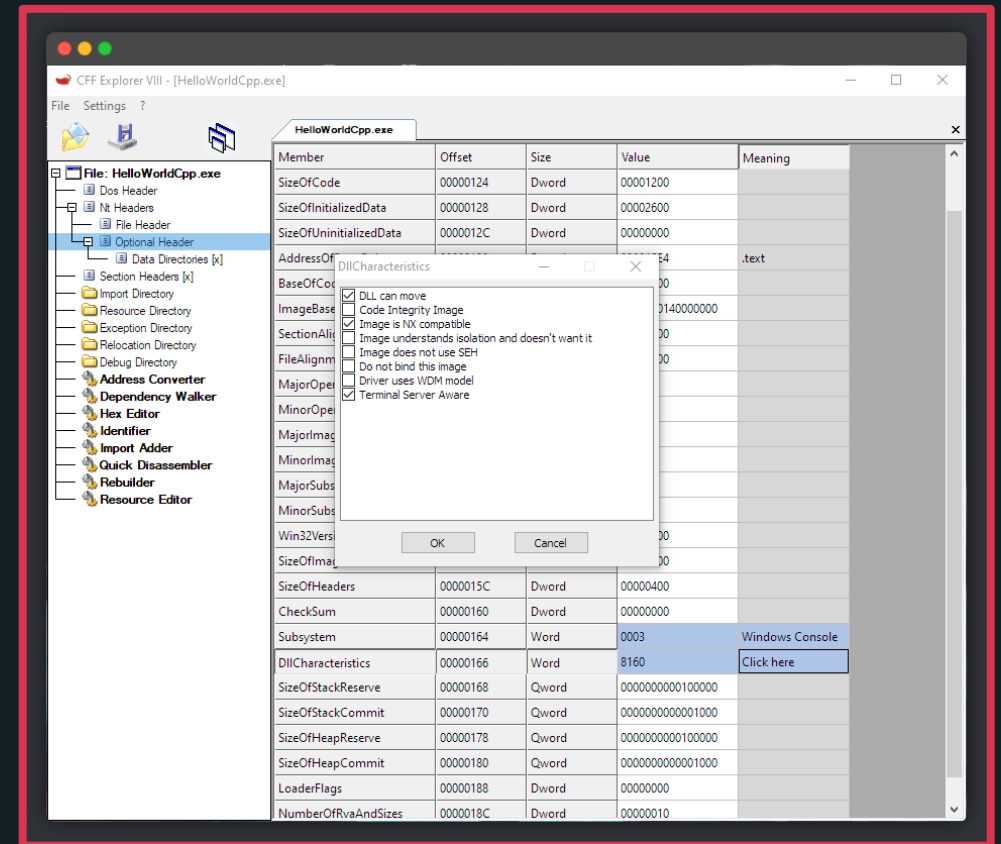 CFF Explorer VIII - [HelloWorldCpp.exe]
File Settings ?
HelloWorldCpp.exe
File: HelloWorldCpp.exe
Dos Header
Nt Headers
File Header
Optional Header
Data Directories [x]
Section Headers [x]
Import Directory
Resource Directory
Exception Directory
Relocation Directory
Debug Directory
Address Converter
Dependency Walker
Hex Editor
Identifier
Import Adder
Quick Disassembler
Rebuilder
Resource Editor
Member Offset Size Value Meaning
SizeOfCode 00000124 Dword 00001200
SizeOfInitializedData 00000128 Dword 00002600
SizeOfUninitializedData 0000012C Dword 00000000
.text
DllCharacteristics
DLL can move
Code Integrity Image
Image is NX compatible
Image understands isolation and doesn't want it
Image does not use SEH
Do not bind this image
Driver uses WDM model
Terminal Server Aware
OK Cancel
SizeOfHeaders 0000015C Dword 00000400
CheckSum 00000160 Dword 00000000
Subsystem 00000164 Word 0003 Windows Console
DllCharacteristics 00000166 Word 8160 Click here
SizeOfStackReserve 00000168 Qword 0000000000100000
SizeOfStackCommit 00000170 Qword 0000000000001000
SizeOfHeapReserve 00000178 Qword 0000000000100000
SizeOfHeapCommit 00000180 Qword 0000000000001000
LoaderFlags 00000188 Dword 00000000
NumberOfRvaAndSizes 0000018C Dword 00000010